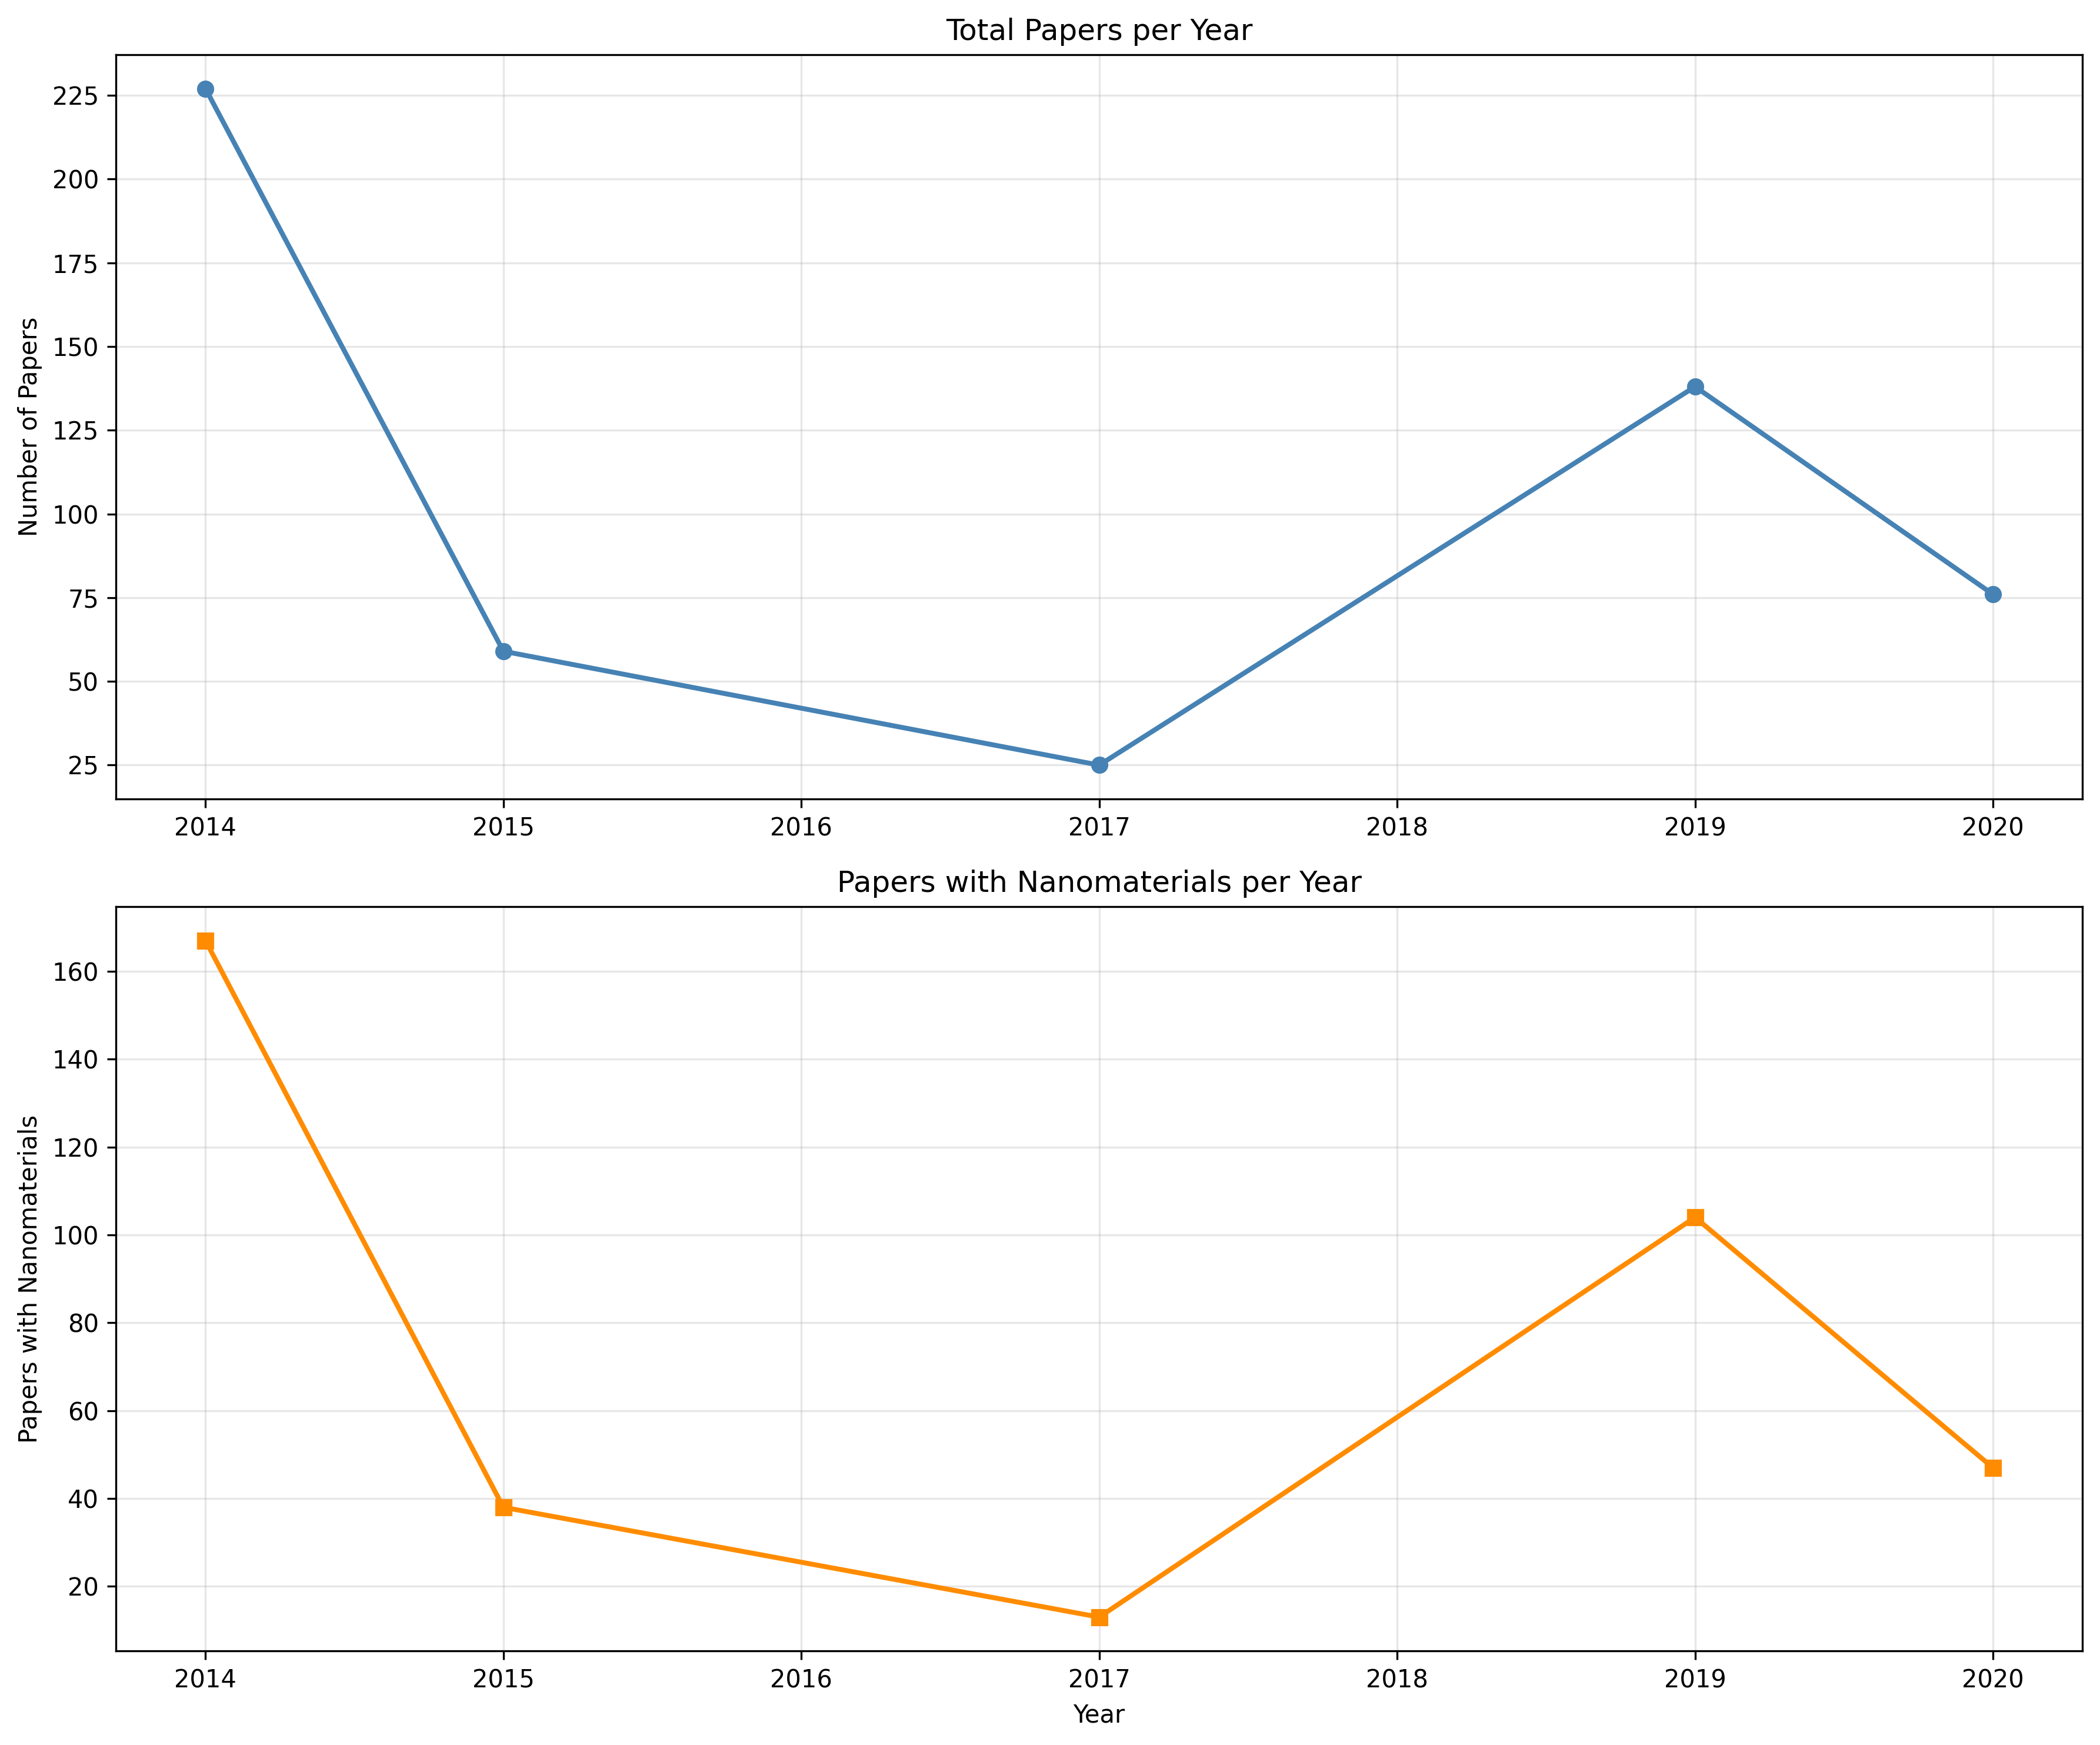 Total Papers per Year
Number of Papers
225
200
175
150
125
100
75
50
25
2014 2015 2016 2017 2018 2019 2020
Papers with Nanomaterials per Year
Papers with Nanomaterials
160
140
120
100
80
60
40
20
2014 2015 2016 2017 2018 2019 2020
Year